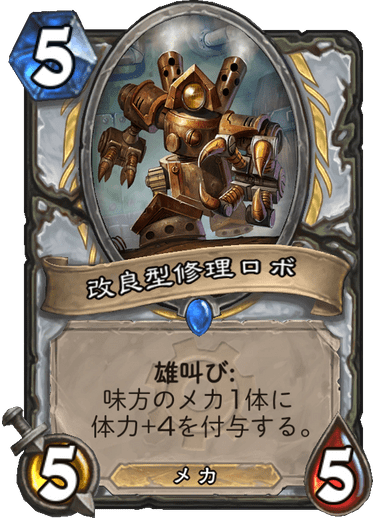 5
改良型修理ロボ
雄叫び:
味方のメカ1体に
体力+4を付与する。
5
メカ
5